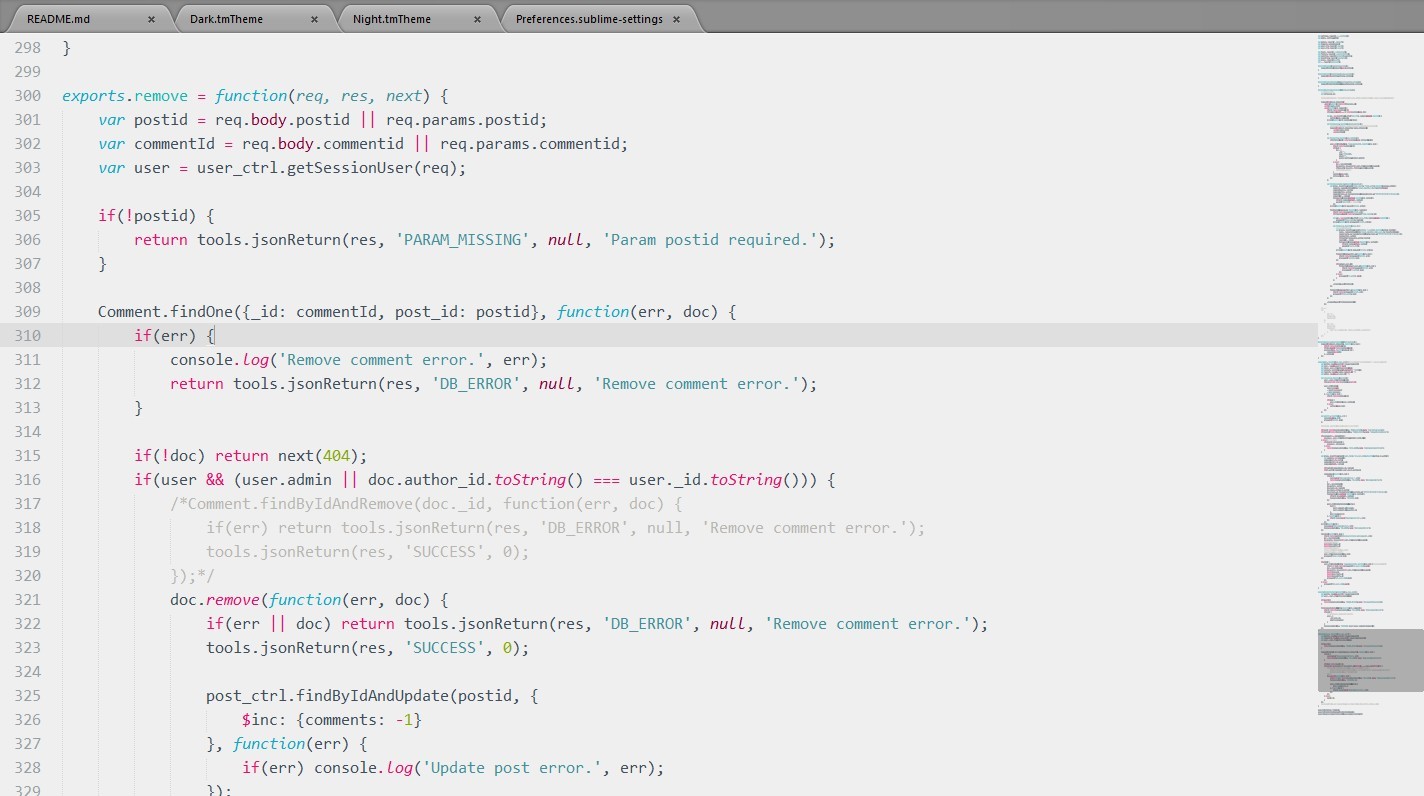 README.md × Dark.tmTheme × Night.tmTheme × Preferences.sublime-settings ×
298 }
299
300 exports.remove = function(req, res, next) {
301     var postid = req.body.postid || req.params.postid;
302     var commentId = req.body.commentid || req.params.commentid;
303     var user = user_ctrl.getSessionUser(req);
304
305     if(!postid) {
306         return tools.jsonReturn(res, 'PARAM_MISSING', null, 'Param postid required.');
307     }
308
309     Comment.findOne({_id: commentId, post_id: postid}, function(err, doc) {
310         if(err) {
311             console.log('Remove comment error.', err);
312             return tools.jsonReturn(res, 'DB_ERROR', null, 'Remove comment error.');
313         }
314
315         if(!doc) return next(404);
316         if(user && (user.admin || doc.author_id.toString() === user._id.toString())) {
317             /*Comment.findByIdAndRemove(doc._id, function(err, doc) {
318                 if(err) return tools.jsonReturn(res, 'DB_ERROR', null, 'Remove comment error.');
319                 tools.jsonReturn(res, 'SUCCESS', 0);
320             });*/
321             doc.remove(function(err, doc) {
322                 if(err || doc) return tools.jsonReturn(res, 'DB_ERROR', null, 'Remove comment error.');
323                 tools.jsonReturn(res, 'SUCCESS', 0);
324
325                 post_ctrl.findByIdAndUpdate(postid, {
326                     $inc: {comments: -1}
327                 }, function(err) {
328                     if(err) console.log('Update post error.', err);
329                 });